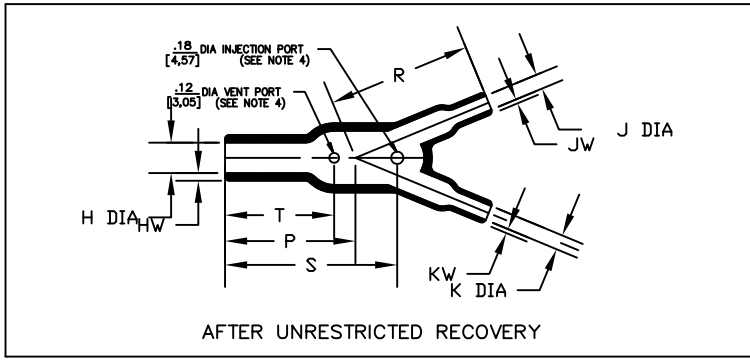 .18 DIA INJECTION PORT
[4,57] (SEE NOTE 4)
.12 DIA VENT PORT
[3,05] (SEE NOTE 4)
R
J DIA
JW
H DIA
HW
T
P
S
KW
K DIA
AFTER UNRESTRICTED RECOVERY